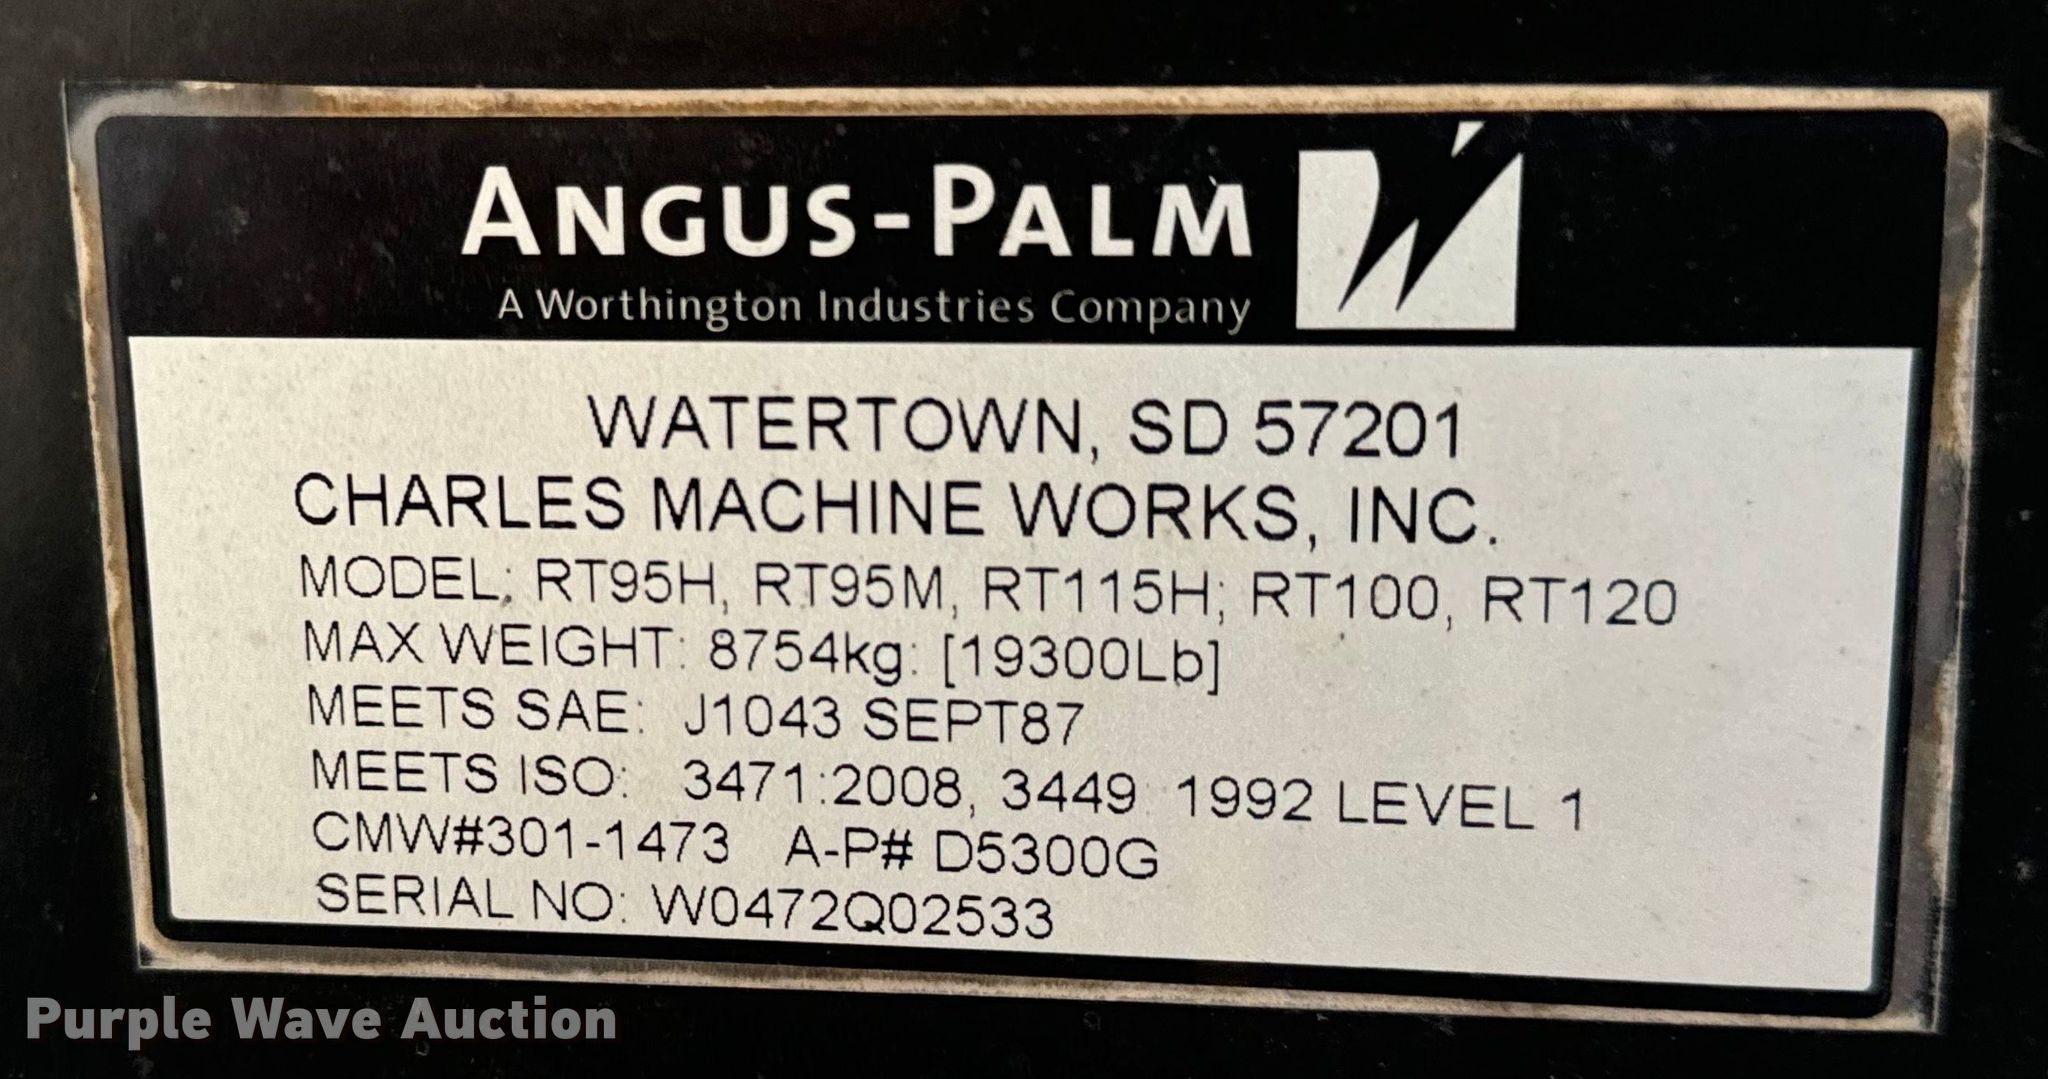 ANGUS-PALM
A Worthington Industries Company
WATERTOWN, SD 57201
CHARLES MACHINE WORKS, INC.
MODEL: RT95H, RT95M, RT115H; RT100, RT120
MAX WEIGHT: 8754kg: [19300Lb]
MEETS SAE: J1043 SEPT87
MEETS ISO: 3471:2008, 3449: 1992 LEVEL 1
CMW#301-1473 A-P# D5300G
SERIAL NO: W0472Q02533
Purple Wave Auction